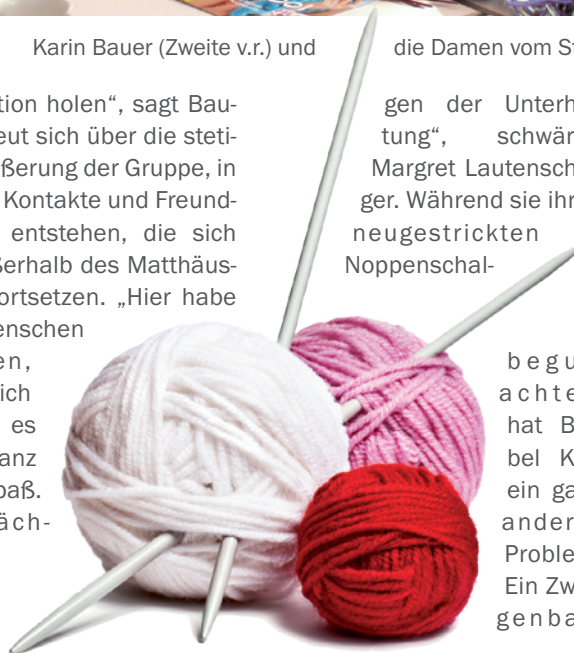 Karin Bauer (Zweite v.r.) und die Damen vom St
tion holen“, sagt Bau-
eut sich über die steti-
ßerung der Gruppe, in
Kontakte und Freund-
entstehen, die sich
ßerhalb des Matthäus-
ortsetzen. „Hier habe
enschen
en,
ich
es
anz
paß.
äch-
gen der Unterh
tung“, schwär
Margret Lautensch
ger. Während sie ihr
neugestrickten
Noppenschal-
begu
achte
hat B
bel K
ein ga
ander
Proble
Ein Zw
genba